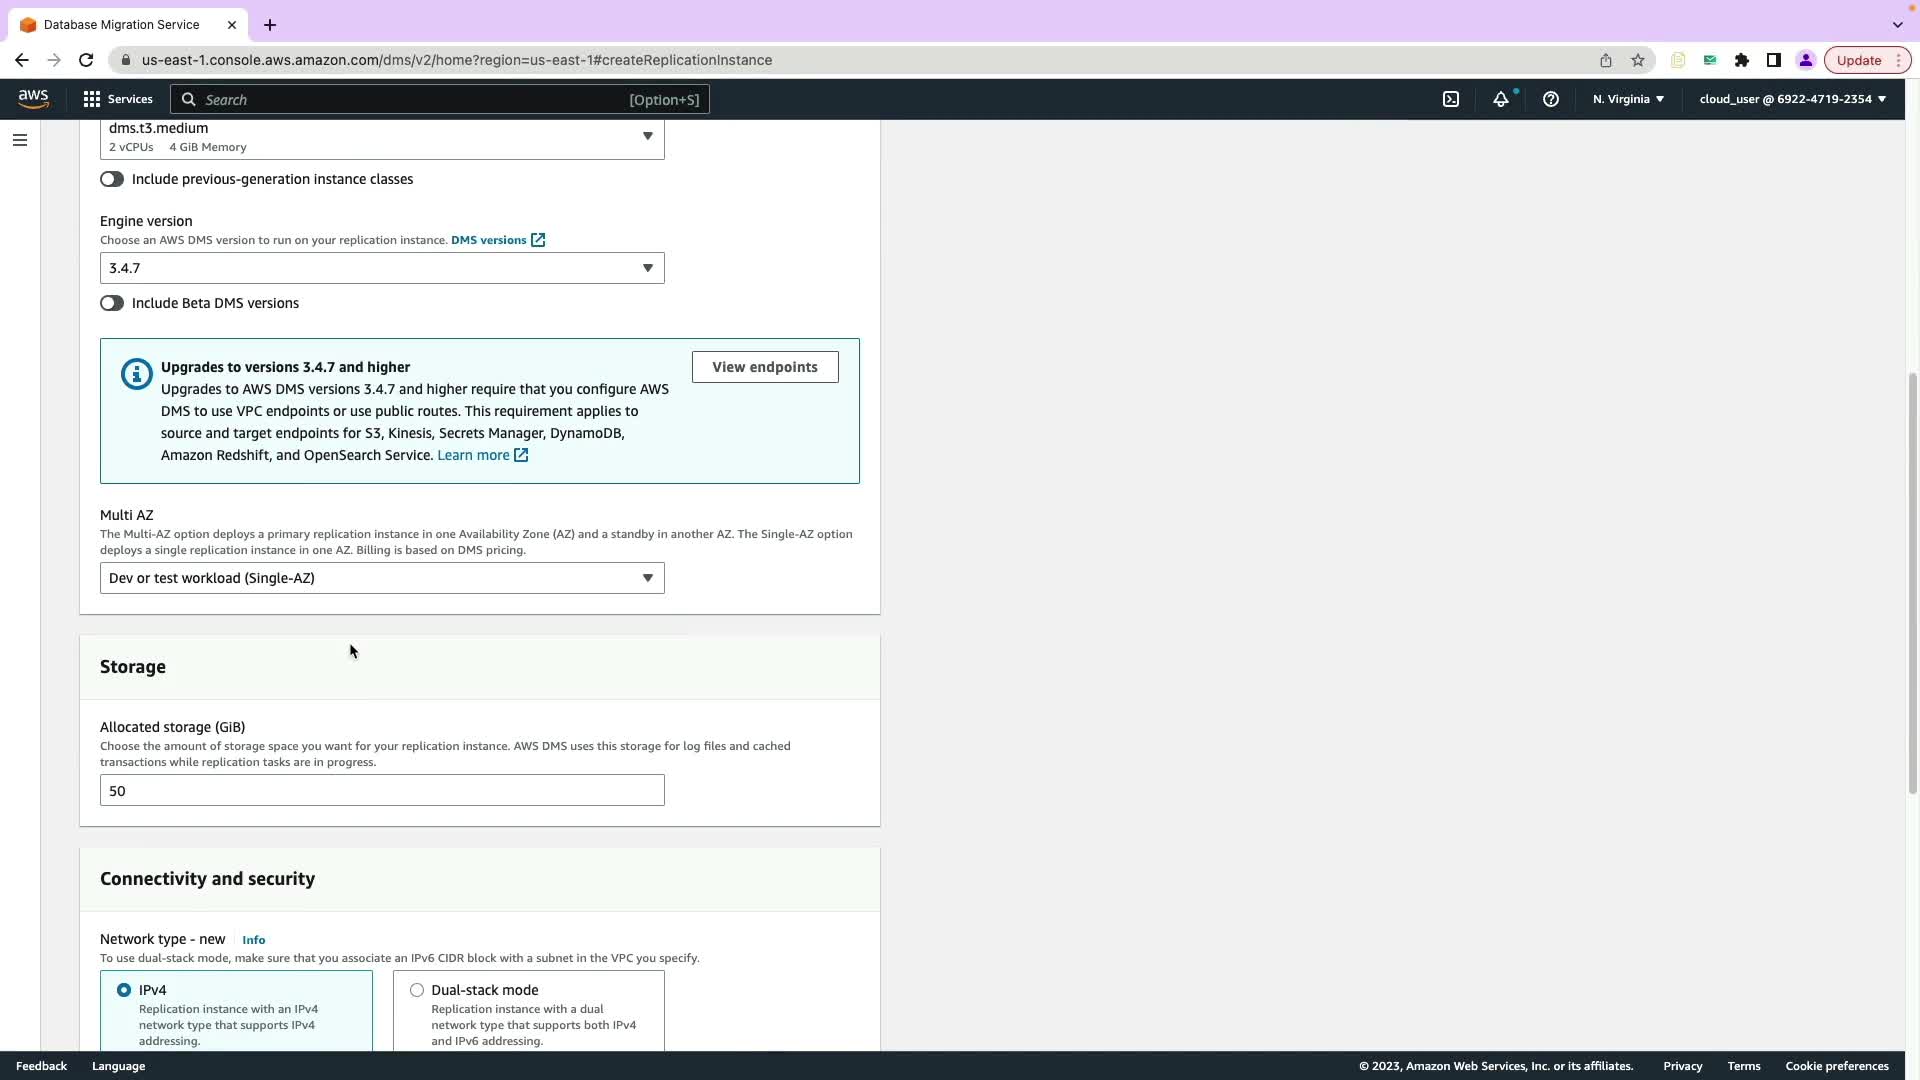 Database Migration Service
us-east-1.console.aws.amazon.com/dms/v2/home?region=us-east-1#createReplicationInstance
Update
aws
Services
Search
[Option+S]
N. Virginia
cloud_user @ 6922-4719-2354
dms.t3.medium
2 vCPUs 4 GiB Memory
Include previous-generation instance classes
Engine version
Choose an AWS DMS version to run on your replication instance. DMS versions
3.4.7
Include Beta DMS versions
Upgrades to versions 3.4.7 and higher
View endpoints
Upgrades to AWS DMS versions 3.4.7 and higher require that you configure AWS
DMS to use VPC endpoints or use public routes. This requirement applies to
source and target endpoints for S3, Kinesis, Secrets Manager, DynamoDB,
Amazon Redshift, and OpenSearch Service. Learn more
Multi AZ
The Multi-AZ option deploys a primary replication instance in one Availability Zone (AZ) and a standby in another AZ. The Single-AZ option
deploys a single replication instance in one AZ. Billing is based on DMS pricing.
Dev or test workload (Single-AZ)
Storage
Allocated storage (GiB)
Choose the amount of storage space you want for your replication instance. AWS DMS uses this storage for log files and cached
transactions while replication tasks are in progress.
50
Connectivity and security
Network type - new Info
To use dual-stack mode, make sure that you associate an IPv6 CIDR block with a subnet in the VPC you specify.
IPv4
Replication instance with an IPv4
network type that supports IPv4
addressing.
Dual-stack mode
Replication instance with a dual
network type that supports both IPv4
and IPv6 addressing.
Feedback
Language
© 2023, Amazon Web Services, Inc. or its affiliates.
Privacy
Terms
Cookie preferences